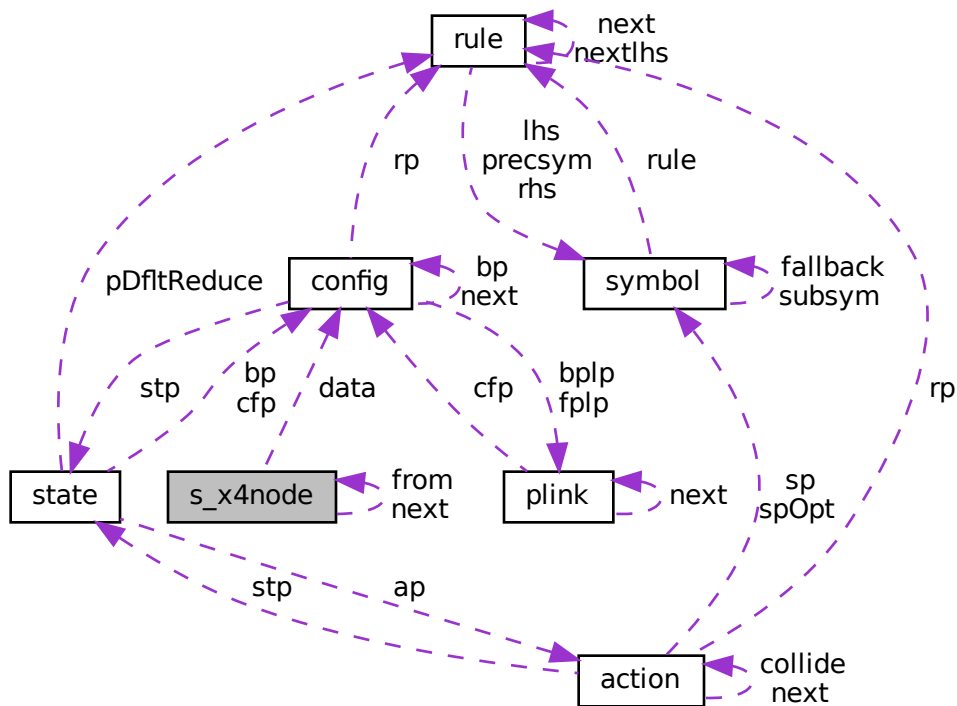 rule
next
nextlhs
lhs
precsym
rhs
rp
rule
pDfltReduce
config
bp
next
symbol
fallback
subsym
stp
bp
cfp
data
cfp
bplp
fplp
rp
state
s_x4node
from
next
plink
next
sp
spOpt
stp
ap
action
collide
next